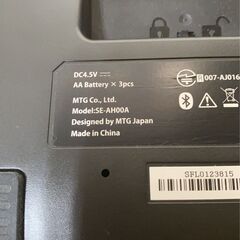 DC4.5V ⎓
AA Battery × 3pcs
R 007-AJ016
MTG Co., Ltd.
Model:SE-AH00A
Designed by MTG Japan
Made in China
SFL0123815